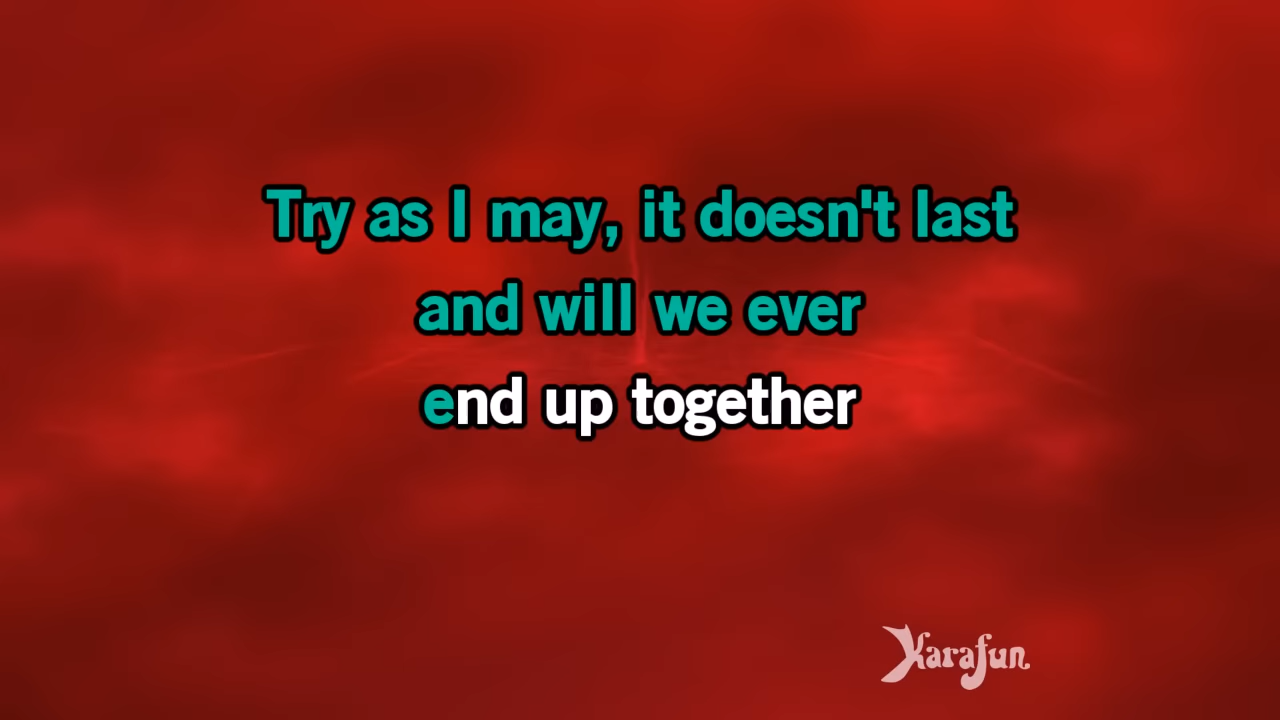 Try as I may, it doesn't last
and will we ever
end up together
Karafun